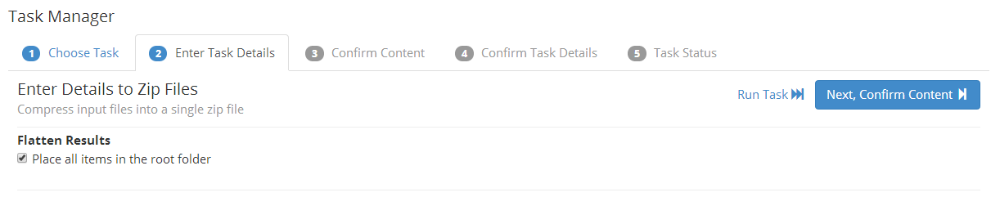 Task Manager
1 Choose Task 2 Enter Task Details 3 Confirm Content 4 Confirm Task Details 5 Task Status
Enter Details to Zip Files
Compress input files into a single zip file
Run Task Next, Confirm Content
Flatten Results
Place all items in the root folder